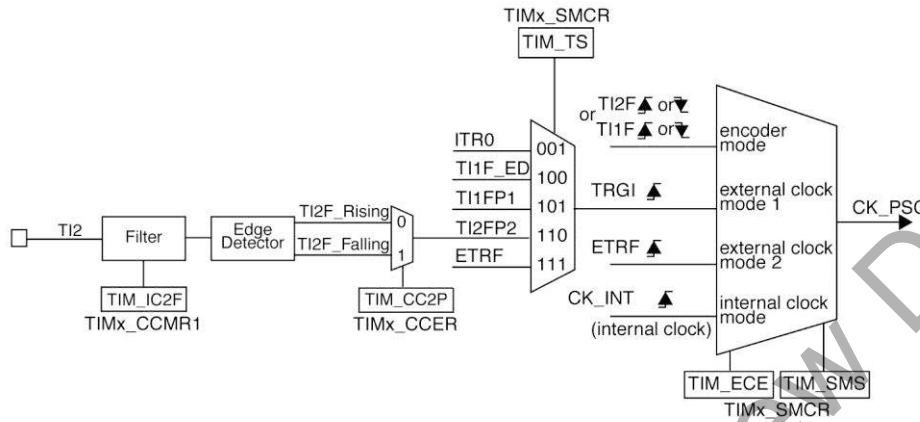 TIMx_SMCR
TIM_TS
TI2F or
or
TI1F or
encoder
mode
ITR0
001
TI1F_ED
100
TI1FP1
101
TRGI
external clock
mode 1
CK_PSC
TI2
Filter
Edge
Detector
TI2F_Rising
0
TI2F_Falling
1
TI2FP2
110
ETRF
111
ETRF
external clock
mode 2
CK_INT
(internal clock)
internal clock
mode
TIM_IC2F
TIMx_CCMR1
TIM_CC2P
TIMx_CCER
TIM_ECE
TIM_SMS
TIMx_SMCR